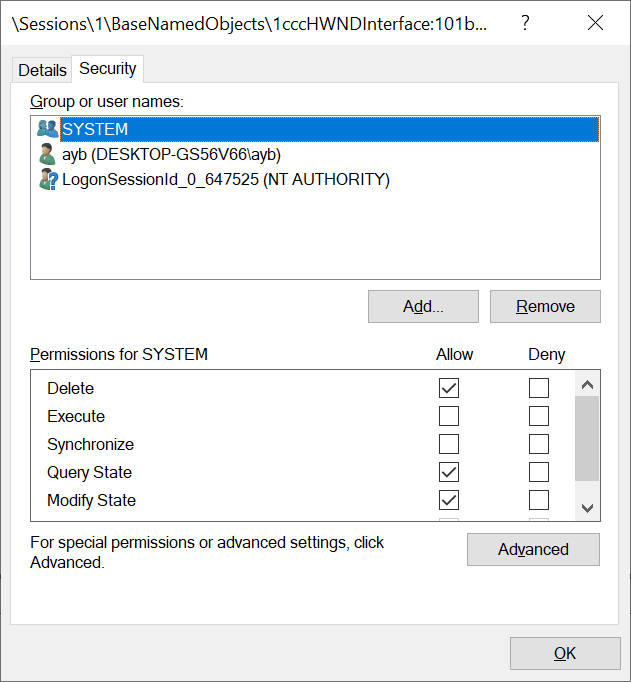 \Sessions\1\BaseNamedObjects\1cccHWNDInterface:101b...
Details Security
Group or user names:
SYSTEM
ayb (DESKTOP-GS56V66\ayb)
LogonSessionId_0_647525 (NT AUTHORITY)
Add... Remove
Permissions for SYSTEM Allow Deny
Delete
Execute
Synchronize
Query State
Modify State
For special permissions or advanced settings, click
Advanced.
Advanced
OK